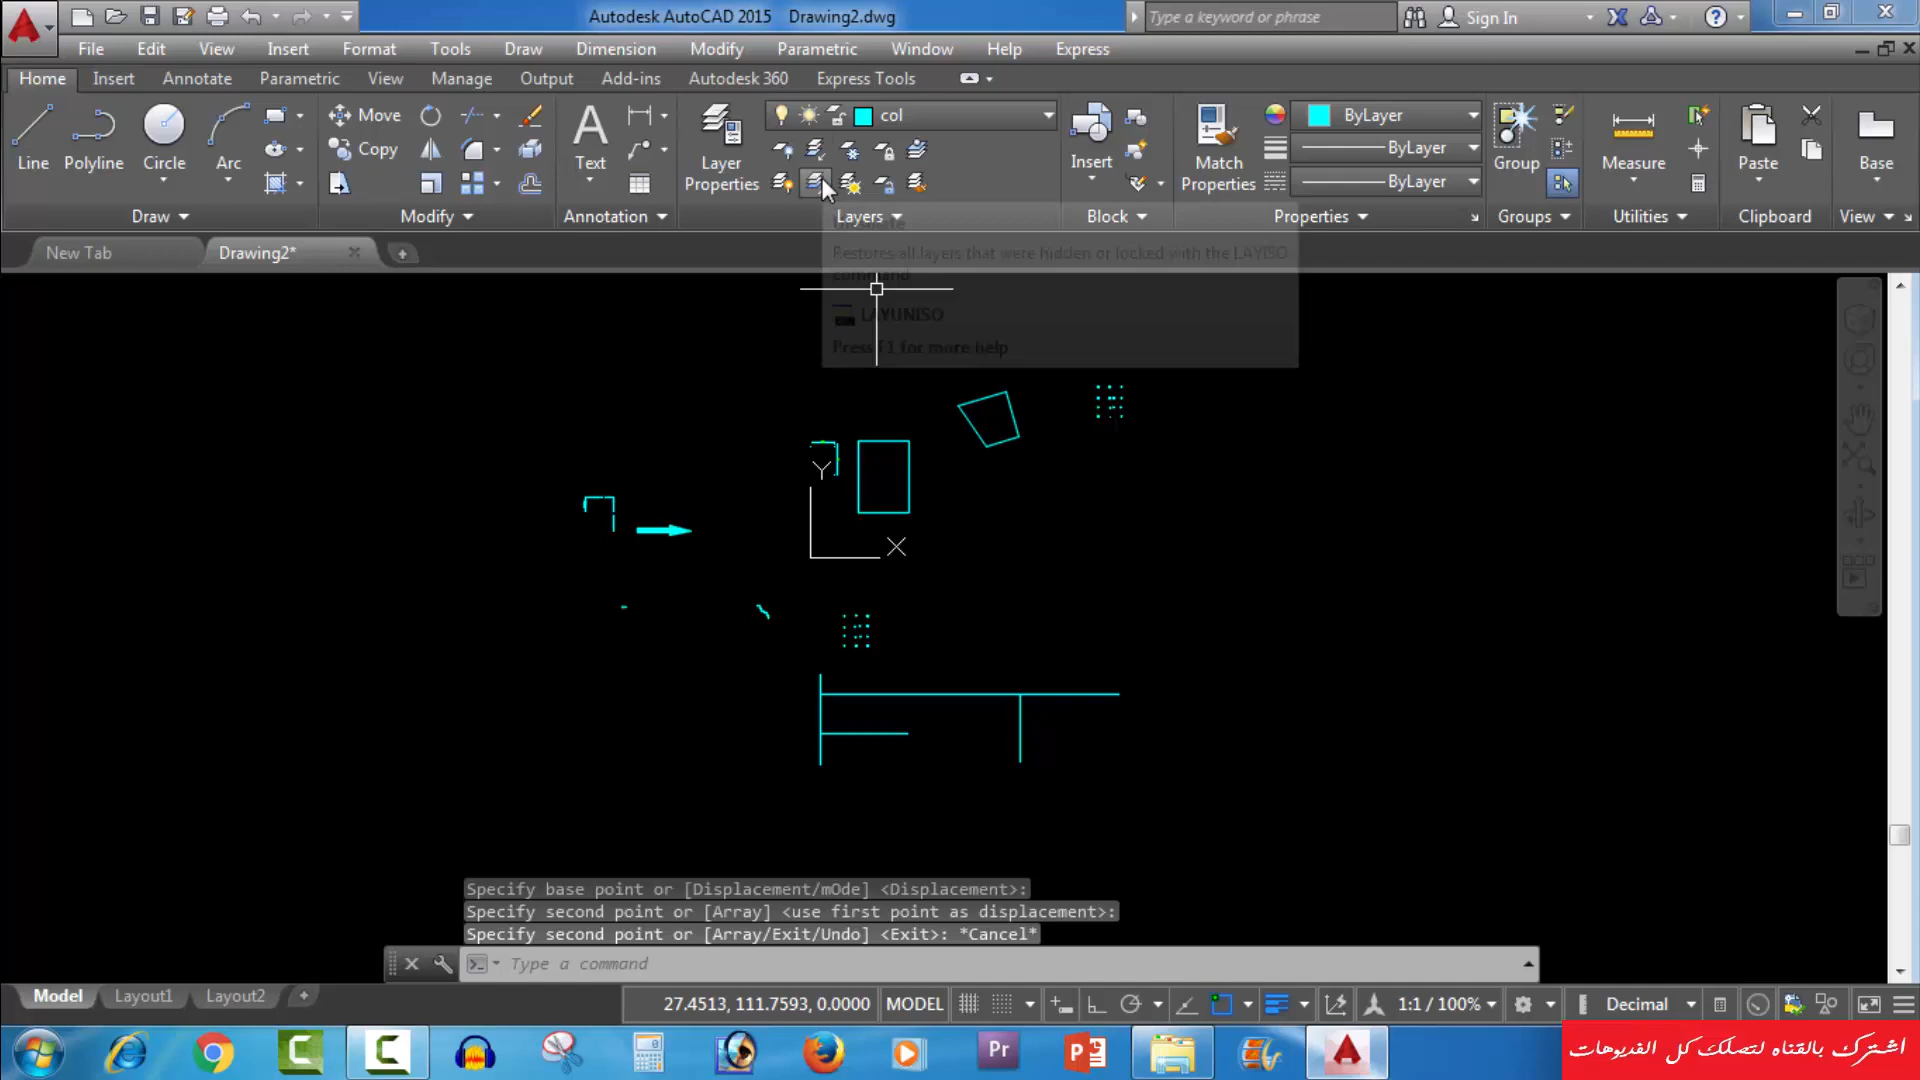 Autodesk AutoCAD 2015 Drawing2.dwg
Type a keyword or phrase
Sign In
File Edit View Insert Format Tools Draw Dimension Modify Parametric Window Help Express
Home Insert Annotate Parametric View Manage Output Add-ins Autodesk 360 Express Tools
Move
col
ByLayer
Copy
ByLayer
Line Polyline Circle Arc
Text
Layer Properties
Insert
Match Properties
Group
Measure
Paste
Base
ByLayer
Draw
Modify
Annotation
Layers
Block
Properties
Groups
Utilities
Clipboard
View
New Tab
Drawing2*
Restores all layers that were hidden or locked with the LAYISO
command
LAYUNISO
Press F1 for more help
Y
X
Specify base point or [Displacement/mOde] <Displacement>:
Specify second point or [Array] <use first point as displacement>:
Specify second point or [Array/Exit/Undo] <Exit>: *Cancel*
Type a command
Model Layout1 Layout2
27.4513, 111.7593, 0.0000 MODEL
1:1 / 100%
Decimal
Pr
اشترك بالقناه لتصلك كل الفديوهات